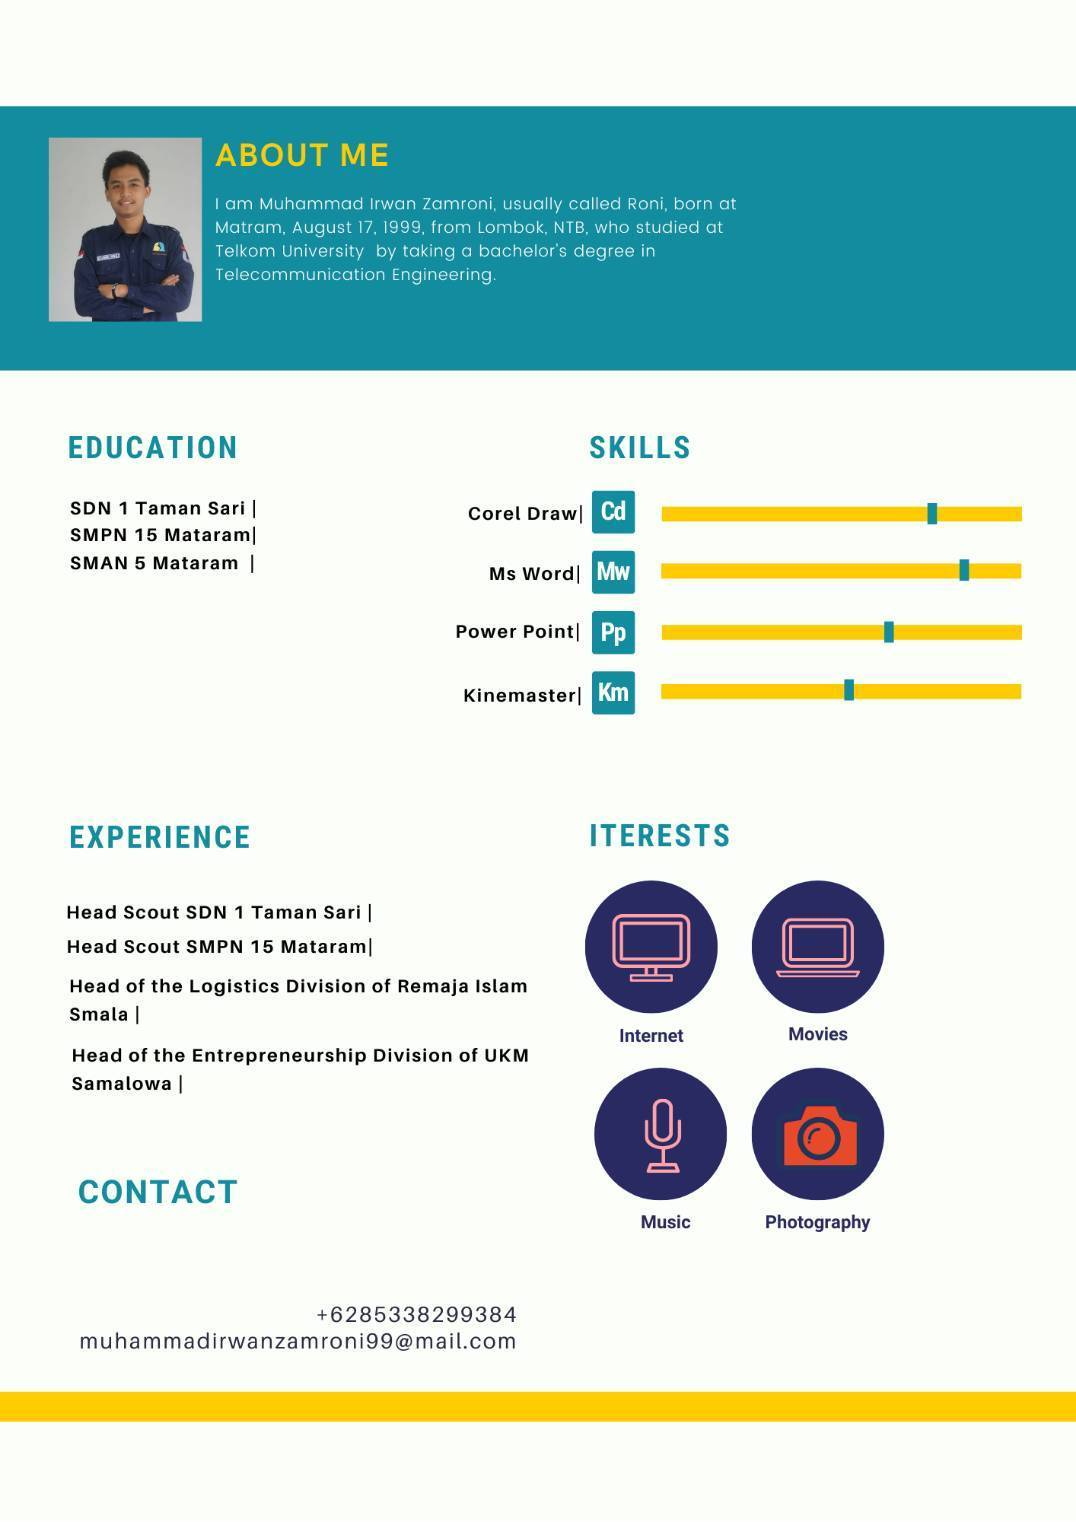 ABOUT ME
I am Muhammad Irwan Zamroni, usually called Roni, born at
Matram, August 17, 1999, from Lombok, NTB, who studied at
Telkom University  by taking a bachelor's degree in
Telecommunication Engineering.
EDUCATION
SDN 1 Taman Sari |
SMPN 15 Mataram|
SMAN 5 Mataram  |
SKILLS
Corel Draw| Cd
Ms Word| Mw
Power Point| Pp
Kinemaster| Km
EXPERIENCE
Head Scout SDN 1 Taman Sari |
Head Scout SMPN 15 Mataram|
Head of the Logistics Division of Remaja Islam
Smala |
Head of the Entrepreneurship Division of UKM
Samalowa |
ITERESTS
Internet
Movies
Music
Photography
CONTACT
+6285338299384
muhammadirwanzamroni99@mail.com